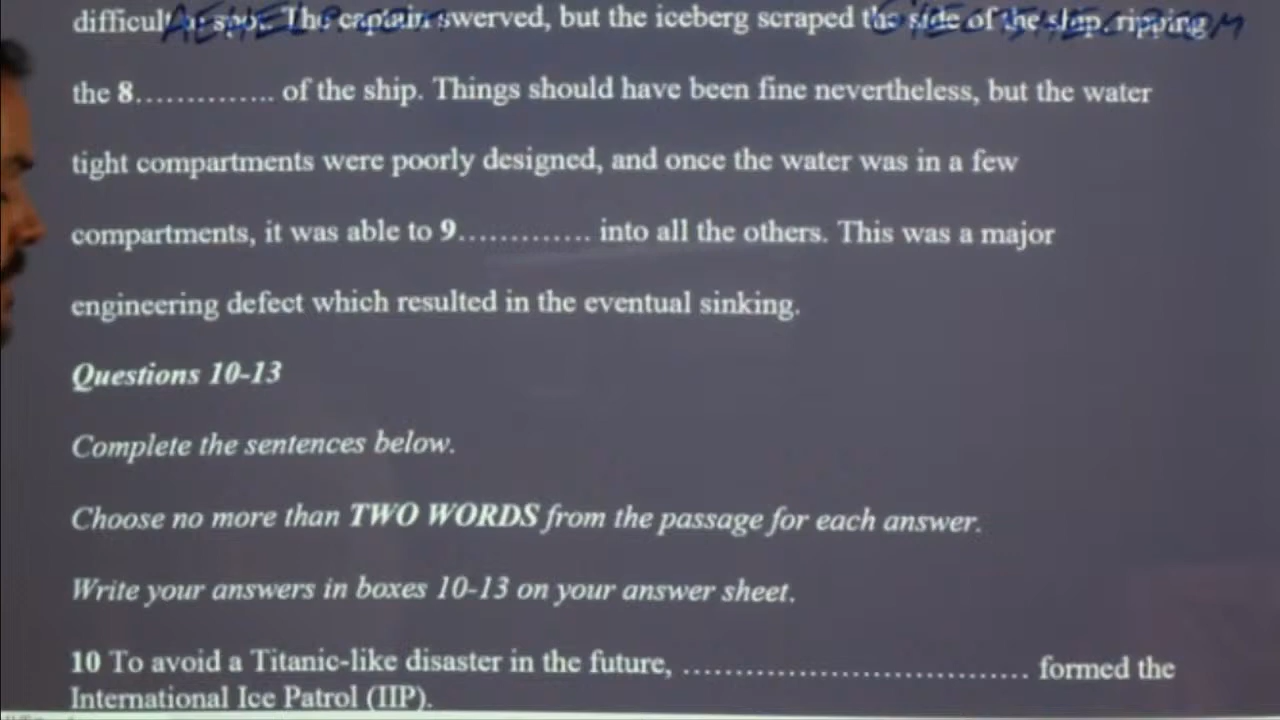 difficult to spot. The captain swerved, but the iceberg scraped the side of the ship, ripping
AEHELP.COM
the 8.............. of the ship. Things should have been fine nevertheless, but the water
tight compartments were poorly designed, and once the water was in a few
compartments, it was able to 9............. into all the others. This was a major
engineering defect which resulted in the eventual sinking.
Questions 10-13
Complete the sentences below.
Choose no more than TWO WORDS from the passage for each answer.
Write your answers in boxes 10-13 on your answer sheet.
10 To avoid a Titanic-like disaster in the future, ................................. formed the
International Ice Patrol (IIP).